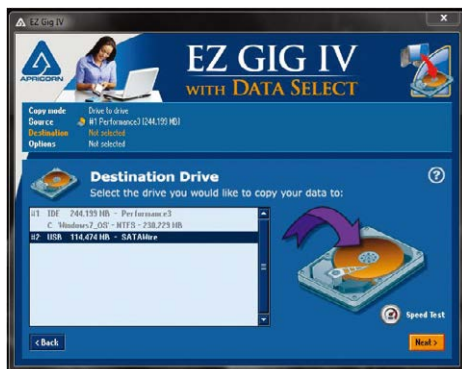 EZ Gig IV
x
APRICORN
EZ GIG IV
WITH DATA SELECT
Copy mode Drive to drive
Source #1 Performance3 [244,199 MB]
Destination Not selected
Options Not selected
Destination Drive
Select the drive you would like to copy your data to:
?
#1 IDE 244,199 MB - Performance3
C: 'Windows7_OS' - NTFS - 230,229 MB
#2 USB 114,474 MB - SATAWire
Speed Test
< Back
Next >